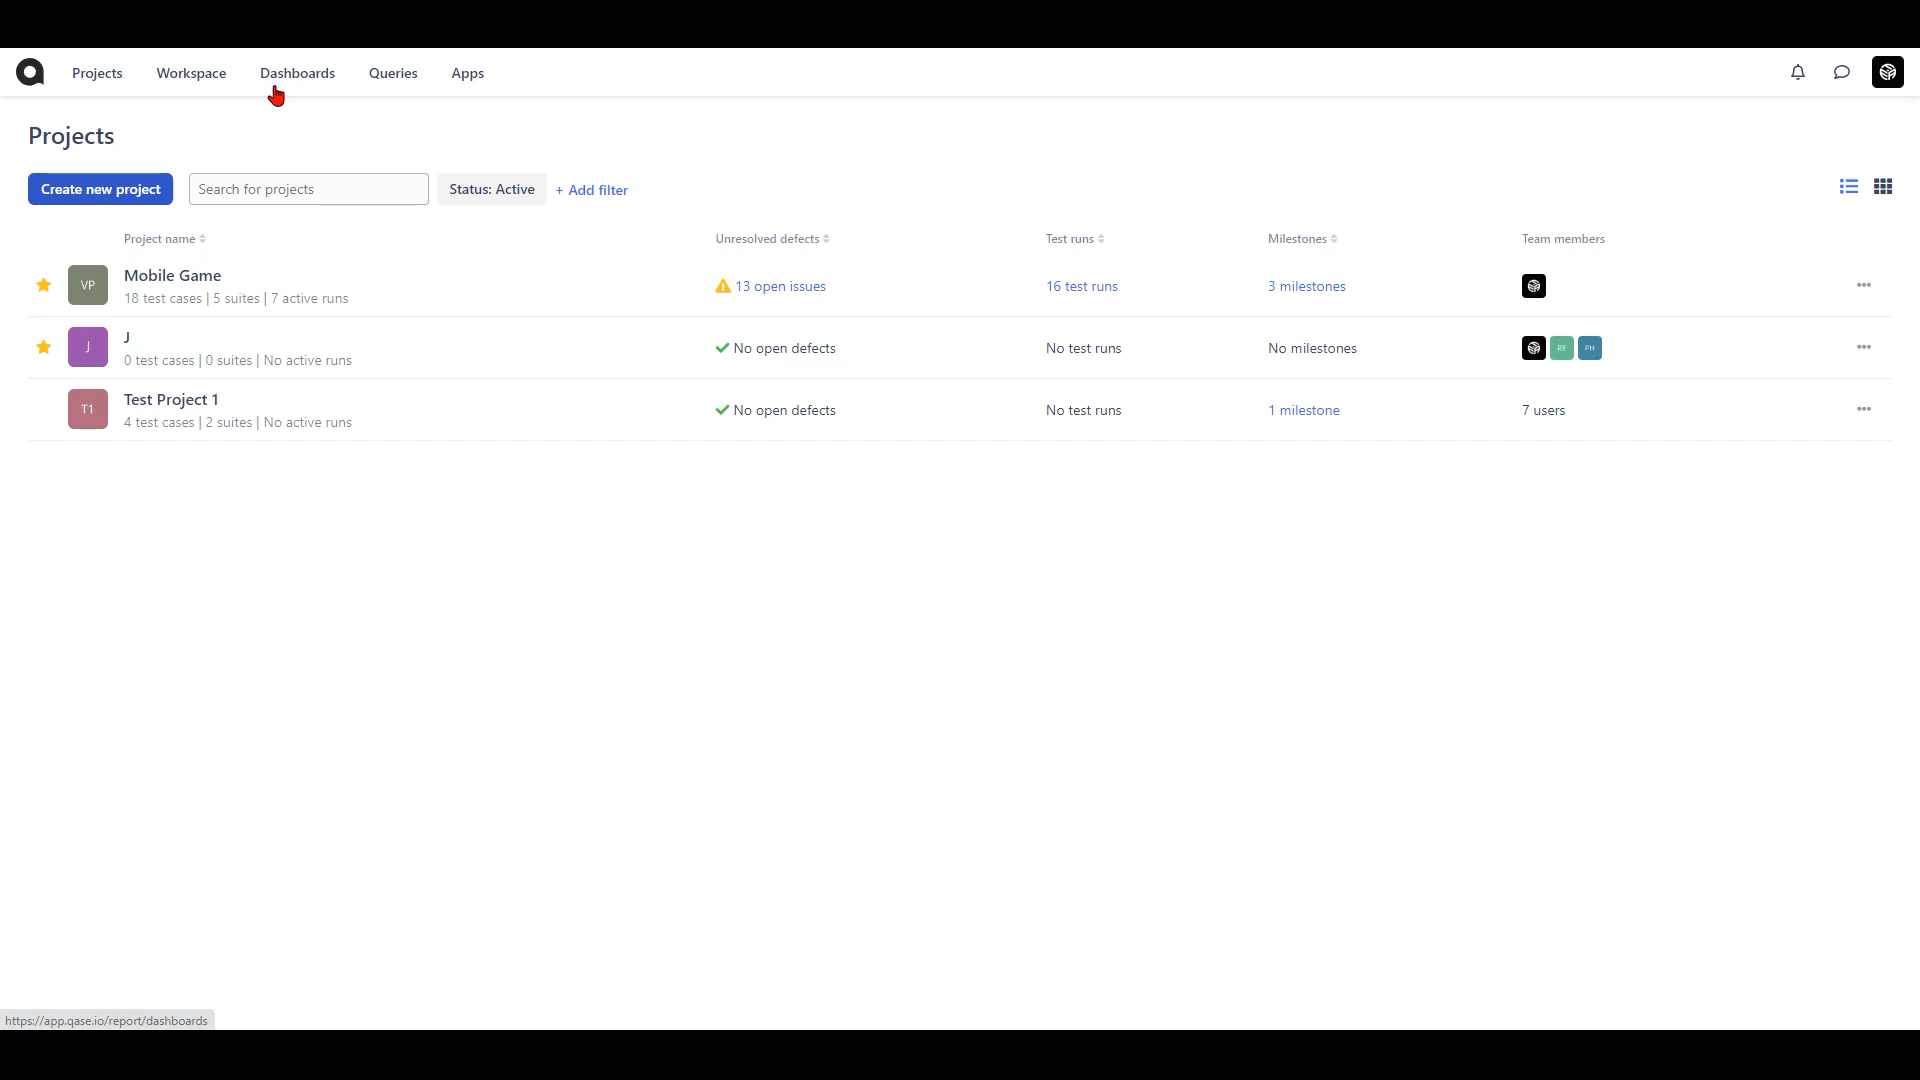 Projects Workspace Dashboards Queries Apps
Projects
Create new project Search for projects Status: Active + Add filter
Project name Unresolved defects Test runs Milestones Team members
VP Mobile Game
18 test cases | 5 suites | 7 active runs
13 open issues 16 test runs 3 milestones
J J
0 test cases | 0 suites | No active runs
No open defects No test runs No milestones RE PH
T1 Test Project 1
4 test cases | 2 suites | No active runs
No open defects No test runs 1 milestone 7 users
https://app.qase.io/report/dashboards